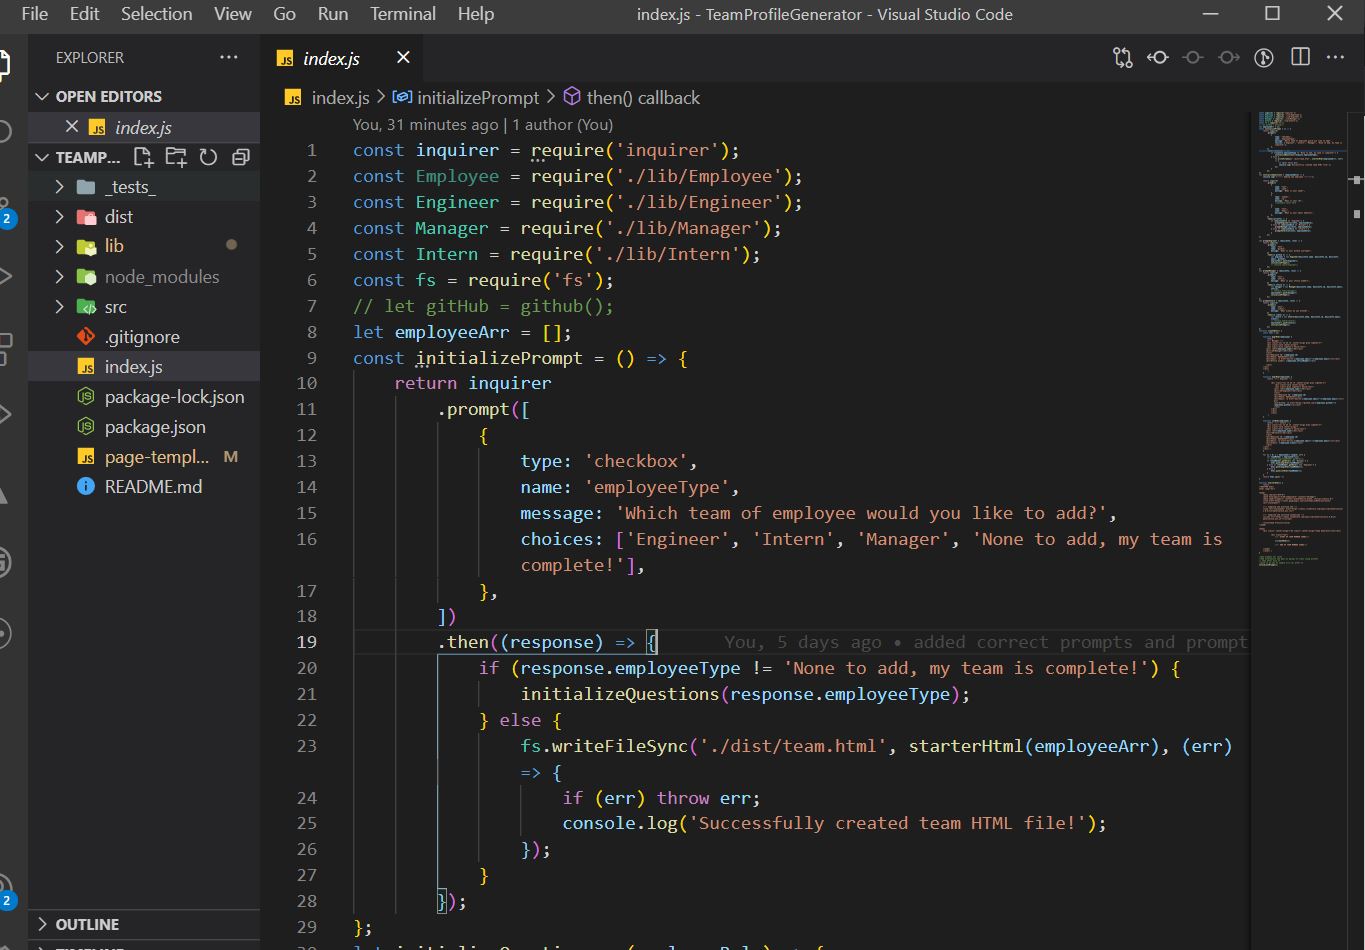 File Edit Selection View Go Run Terminal Help index.js - TeamProfileGenerator - Visual Studio Code
EXPLORER
OPEN EDITORS
JS index.js
TEAMP...
_tests_
dist
lib
node_modules
src
.gitignore
JS index.js
package-lock.json
package.json
JS page-templ... M
README.md
OUTLINE
2
2
JS index.js
JS index.js > initializePrompt > then() callback
You, 31 minutes ago | 1 author (You)
1 const inquirer = require('inquirer');
2 const Employee = require('./lib/Employee');
3 const Engineer = require('./lib/Engineer');
4 const Manager = require('./lib/Manager');
5 const Intern = require('./lib/Intern');
6 const fs = require('fs');
7 // let gitHub = github();
8 let employeeArr = [];
9 const initializePrompt = () => {
10 return inquirer
11 .prompt([
12 {
13 type: 'checkbox',
14 name: 'employeeType',
15 message: 'Which team of employee would you like to add?',
16 choices: ['Engineer', 'Intern', 'Manager', 'None to add, my team is
complete!'],
17 },
18 ])
19 .then((response) => { You, 5 days ago • added correct prompts and prompt
20 if (response.employeeType != 'None to add, my team is complete!') {
21 initializeQuestions(response.employeeType);
22 } else {
23 fs.writeFileSync('./dist/team.html', starterHtml(employeeArr), (err)
=> {
24 if (err) throw err;
25 console.log('Successfully created team HTML file!');
26 });
27 }
28 });
29 };